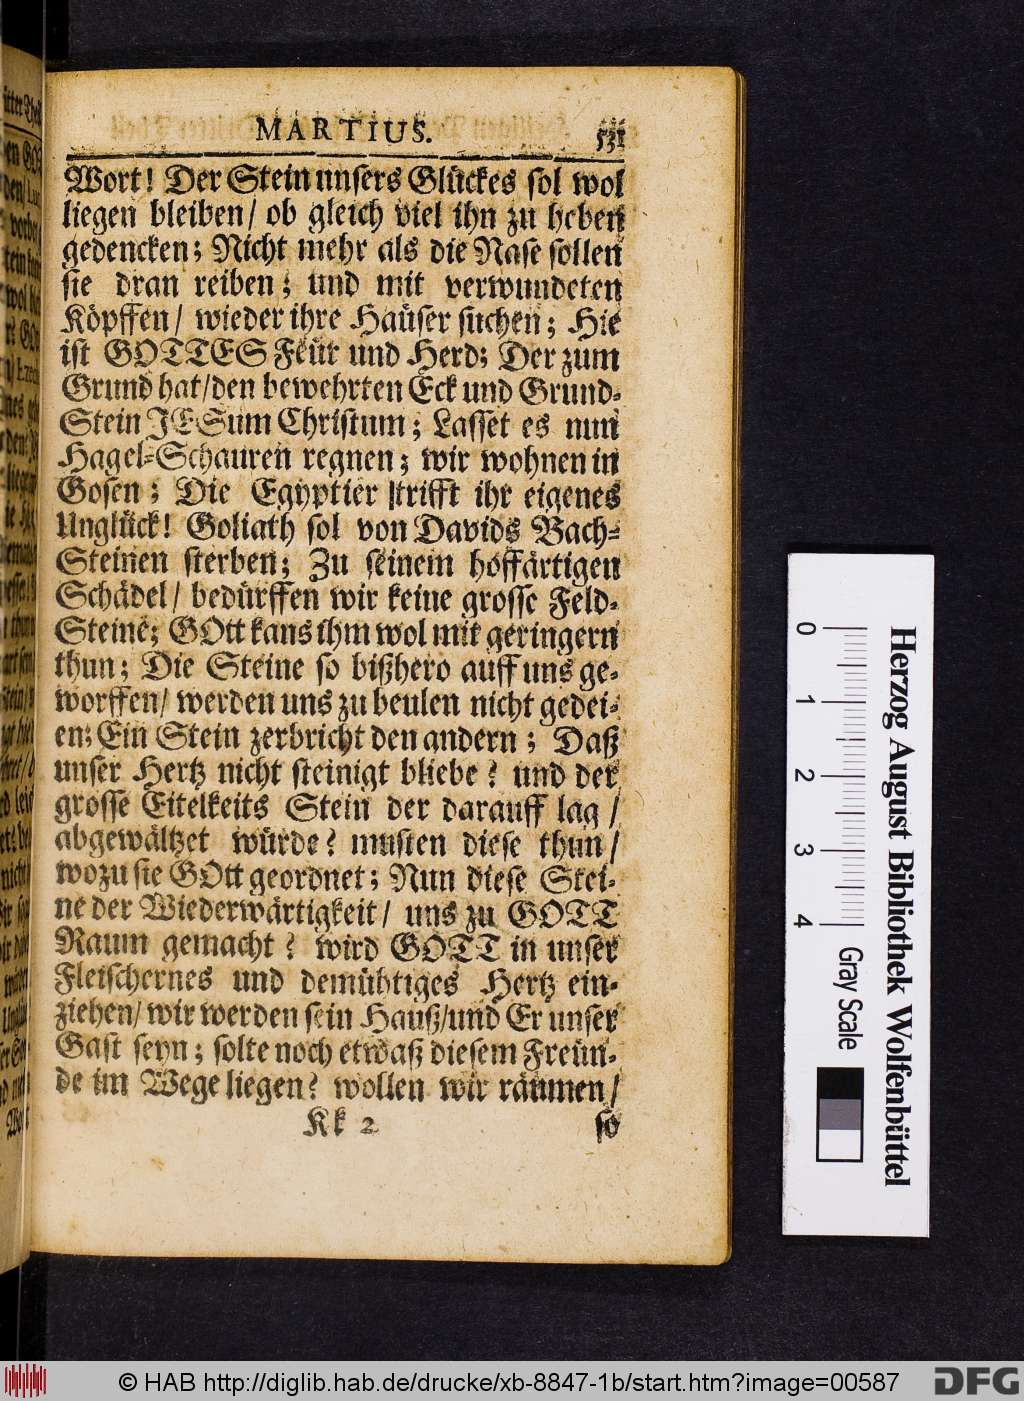 MARTIUS. 531
Wort! Der Stein unsers Glückes sol wol
liegen bleiben/ ob gleich viel ihn zu heben
gedencken; Nicht mehr als die Nase sollen
sie dran reiben; und mit verwundeten
Köpffen/ wieder ihre Haüser suchen; Hie
ist GOTTES Feür und Herd; Der zum
Grund hat/den bewehrten Eck und Grund-
Stein JESum Christum; Lasset es nun
Hagel-Schauren regnen; wir wohnen in
Gosen; Die Egyptier trifft ihr eigenes
Unglück! Goliath sol von Davids Bach-
Steinen sterben; Zu seinem hoffärtigen
Schädel/ bedürffen wir keine grosse Feld-
Steine; GOtt kans ihm wol mit geringern
thun; Die Steine so bißhero auff uns ge-
worffen/ werden uns zu beulen nicht gedei-
en; Ein Stein zerbricht den andern; Daß
unser Hertz nicht steinigt bliebe? und der
grosse Eitelkeits Stein der darauff lag/
abgewältzet würde? musten diese thun/
wozu sie GOtt geordnet; Nun diese Stei-
ne der Wiederwärtigkeit/ uns zu GOTT
Raum gemacht? wird GOTT in unser
Fleischernes und demühtiges Hertz ein-
ziehen/ wir werden sein Hauß/und Er unser
Gast seyn; solte noch etwaß diesem Freün-
de im Wege liegen? wollen wir räumen/
Kk 2 so
0 1 2 3 4
Gray Scale
Herzog August Bibliothek Wolfenbüttel
© HAB http://diglib.hab.de/drucke/xb-8847-1b/start.htm?image=00587
DFG